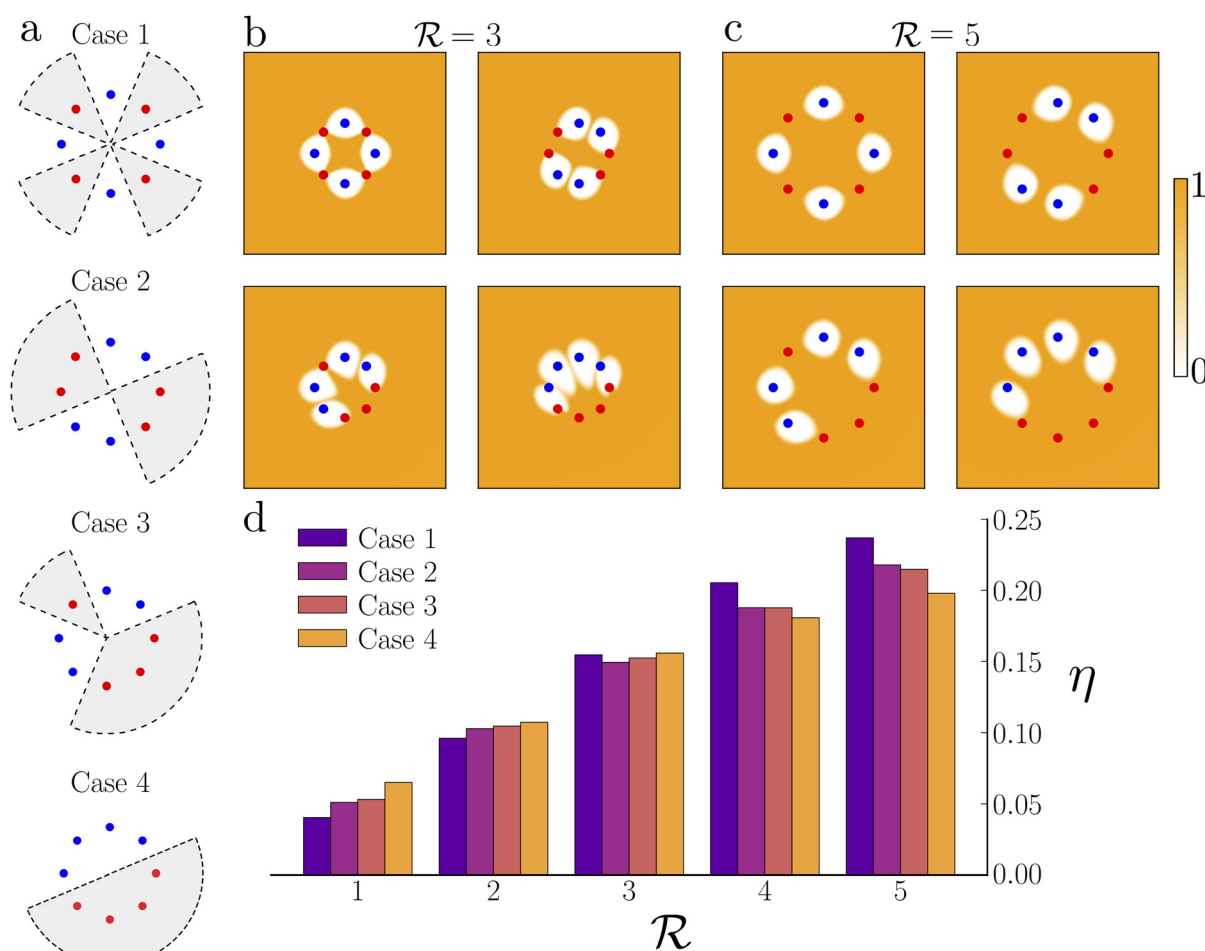 a
Case 1
Case 2
Case 3
Case 4
b
ℛ = 3
c
ℛ = 5
1
0
d
Case 1
Case 2
Case 3
Case 4
0.25
0.20
0.15
0.10
0.05
0.00
η
1 2 3 4 5
ℛ